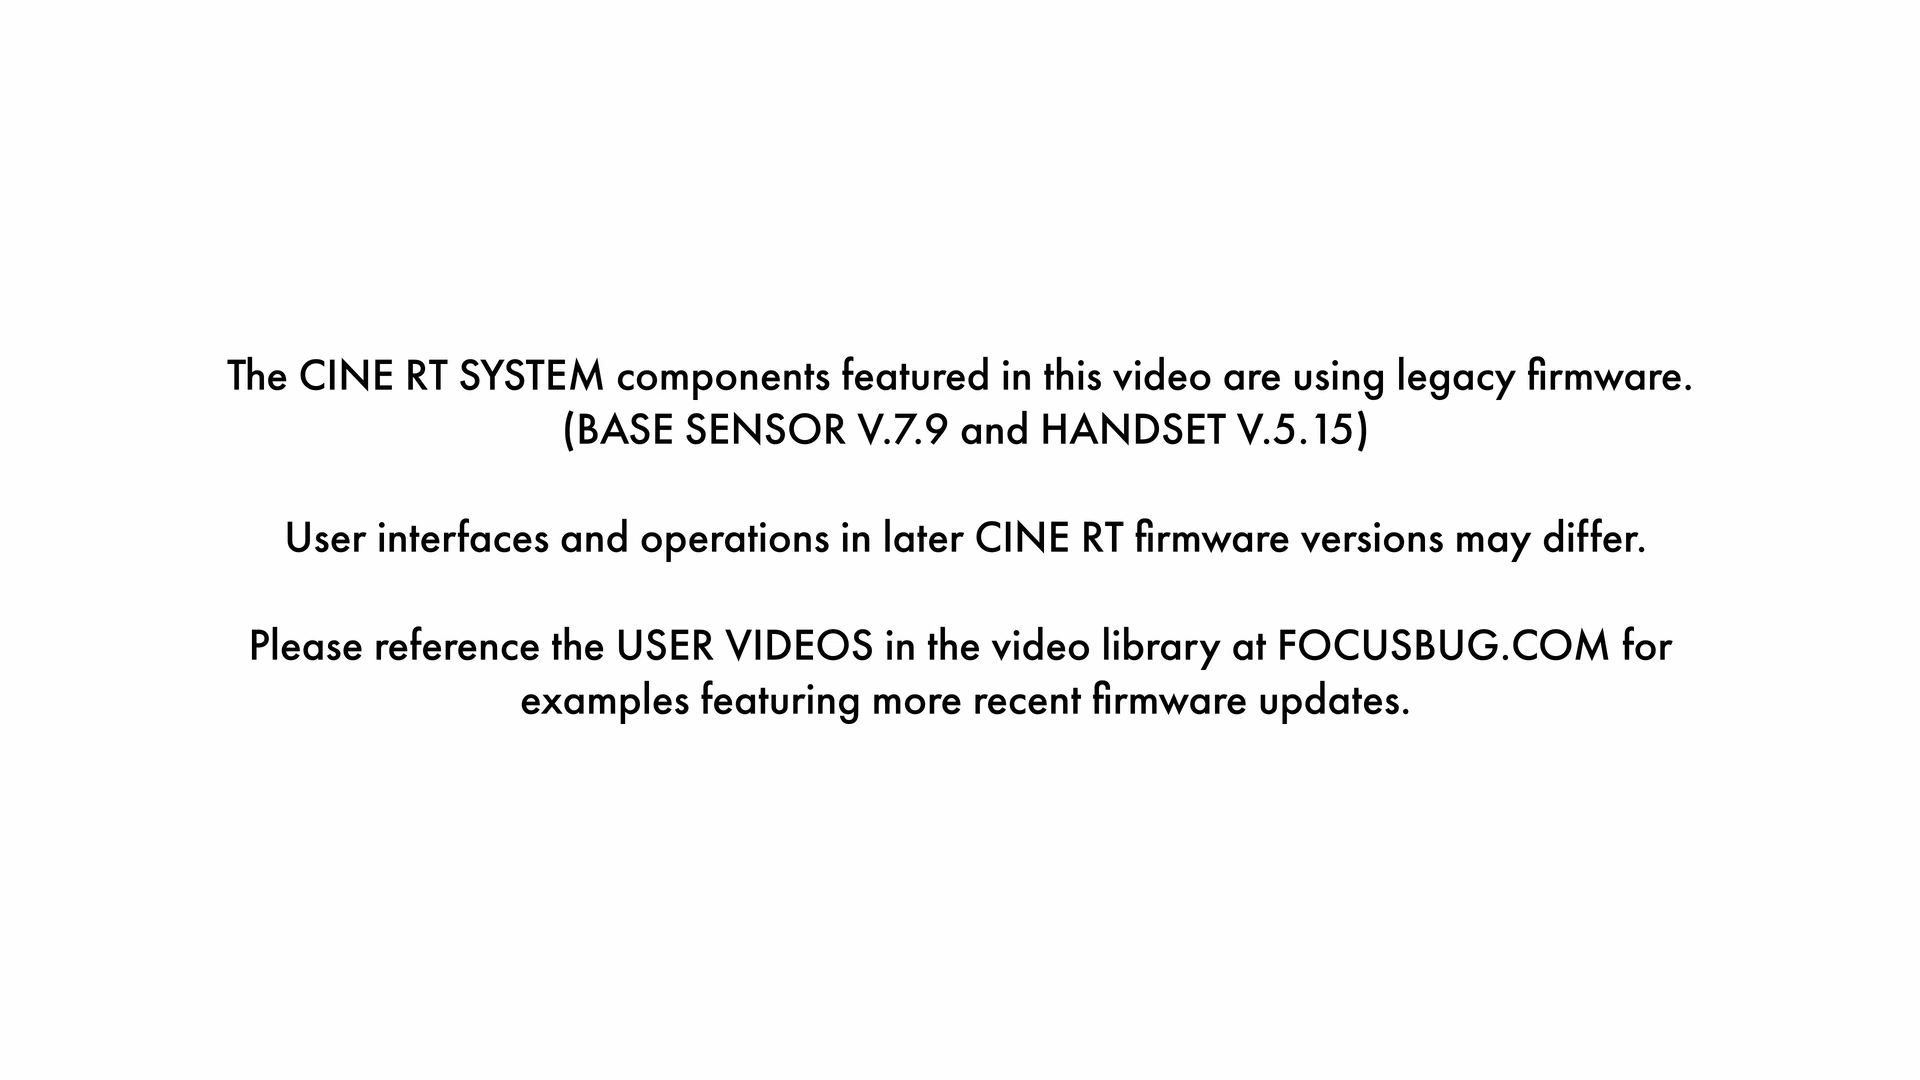 The CINE RT SYSTEM components featured in this video are using legacy firmware.
(BASE SENSOR V.7.9 and HANDSET V.5.15)
User interfaces and operations in later CINE RT firmware versions may differ.
Please reference the USER VIDEOS in the video library at FOCUSBUG.COM for
examples featuring more recent firmware updates.